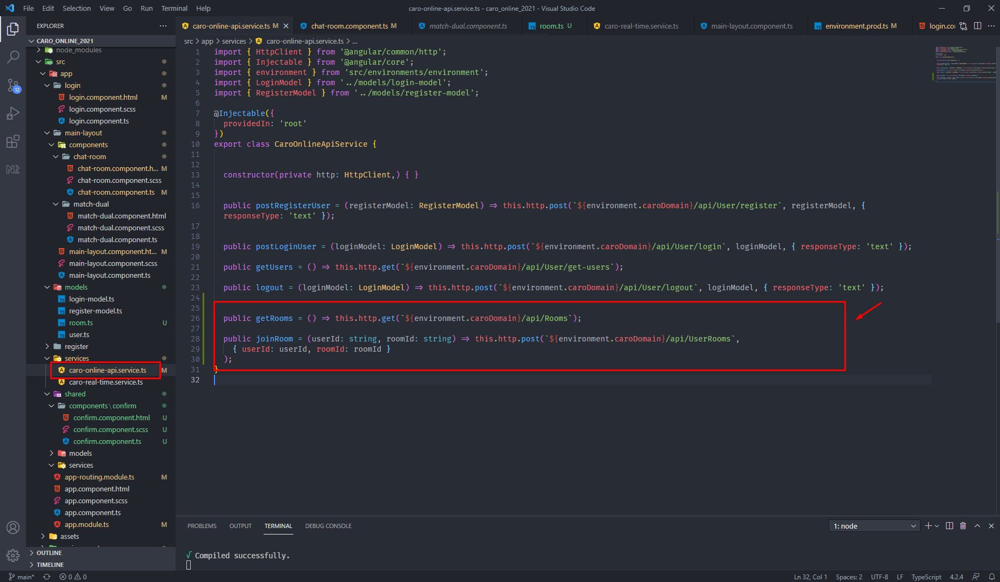 File Edit Selection View Go Run Terminal Help
caro-online-api.service.ts - caro_online_2021 - Visual Studio Code
EXPLORER
CARO_ONLINE_2021
node_modules
src
app
login
login.component.html M
login.component.scss
login.component.ts
main-layout
components
chat-room
chat-room.component.h... M
chat-room.component.scss
chat-room.component.ts M
match-dual
match-dual.component.html
match-dual.component.scss
match-dual.component.ts
main-layout.component.ht... M
main-layout.component.scss
main-layout.component.ts
models
login-model.ts
register-model.ts
room.ts U
user.ts
register
services
caro-online-api.service.ts M
caro-real-time.service.ts
shared
components\confirm
confirm.component.html U
confirm.component.scss U
confirm.component.ts U
models
services
app-routing.module.ts M
app.component.html
app.component.scss
app.component.ts
app.module.ts M
assets
OUTLINE
TIMELINE
12
caro-online-api.service.ts M chat-room.component.ts M match-dual.component.ts room.ts U caro-real-time.service.ts main-layout.component.ts environment.prod.ts M login.co
src > app > services > caro-online-api.service.ts > ...
1 import { HttpClient } from '@angular/common/http';
2 import { Injectable } from '@angular/core';
3 import { environment } from 'src/environments/environment';
4 import { LoginModel } from '../models/login-model';
5 import { RegisterModel } from '../models/register-model';
6
7 @Injectable({
8 providedIn: 'root'
9 })
10 export class CaroOnlineApiService {
11
12
13 constructor(private http: HttpClient,) { }
14
15
16 public postRegisterUser = (registerModel: RegisterModel) => this.http.post(`${environment.caroDomain}/api/User/register`, registerModel, {
responseType: 'text' });
17
18
19 public postLoginUser = (loginModel: LoginModel) => this.http.post(`${environment.caroDomain}/api/User/login`, loginModel, { responseType: 'text' });
20
21 public getUsers = () => this.http.get(`${environment.caroDomain}/api/User/get-users`);
22
23 public logout = (loginModel: LoginModel) => this.http.post(`${environment.caroDomain}/api/User/logout`, loginModel, { responseType: 'text' });
24
25
26 public getRooms = () => this.http.get(`${environment.caroDomain}/api/Rooms`);
27
28 public joinRoom = (userId: string, roomId: string) => this.http.post(`${environment.caroDomain}/api/UserRooms`,
29 { userId: userId, roomId: roomId }
30 );
31 }
32
PROBLEMS OUTPUT TERMINAL DEBUG CONSOLE
1: node
√ Compiled successfully.
main* 0 0
Ln 32, Col 1 Spaces: 2 UTF-8 LF TypeScript 4.2.4